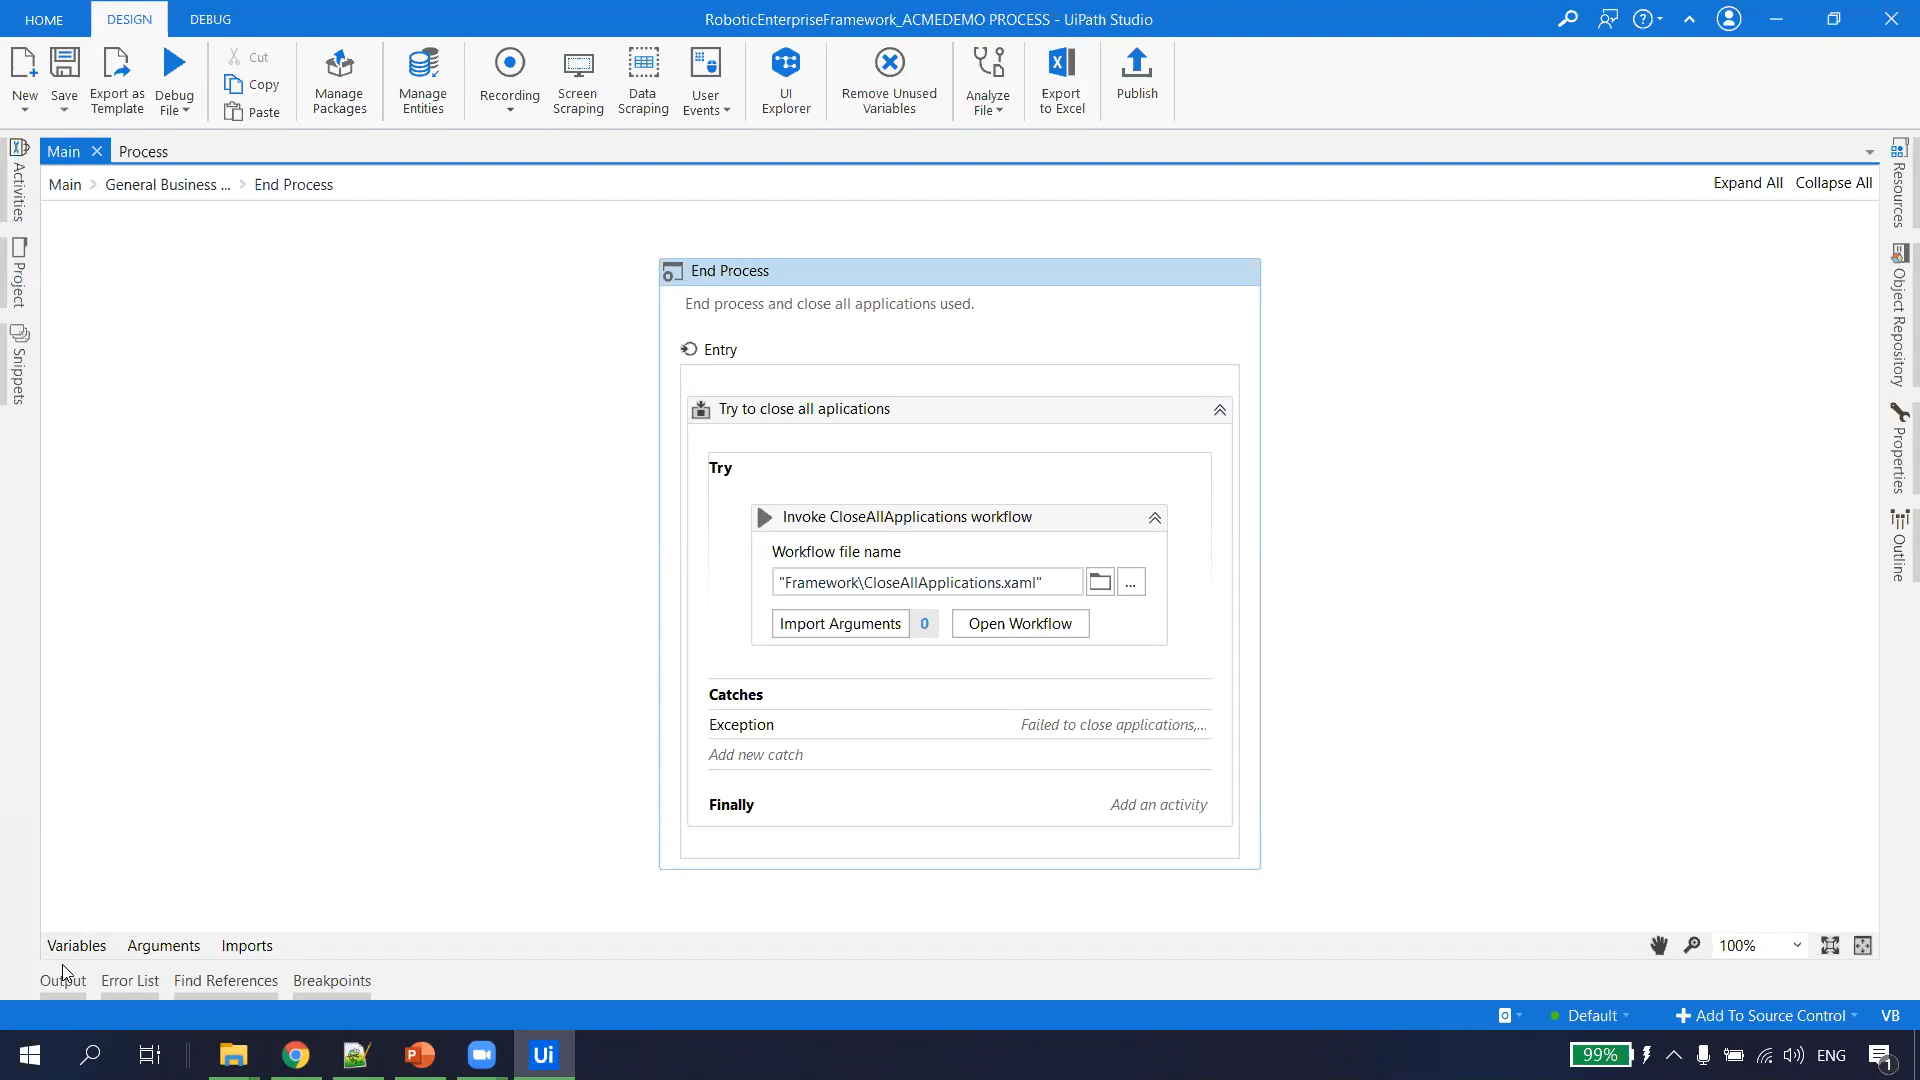 HOME DESIGN DEBUG RoboticEnterpriseFramework_ACMEDEMO PROCESS - UiPath Studio
New Save Export as Template Debug File Cut Copy Paste Manage Packages Manage Entities Recording Screen Scraping Data Scraping User Events UI Explorer Remove Unused Variables Analyze File Export to Excel Publish
Main Process
Main > General Business ... > End Process Expand All Collapse All
Activities
Project
Snippets
Resources
Object Repository
Properties
Outline
End Process
End process and close all applications used.
Entry
Try to close all aplications
Try
Invoke CloseAllApplications workflow
Workflow file name
"Framework\CloseAllApplications.xaml" ...
Import Arguments 0 Open Workflow
Catches
Exception Failed to close applications,...
Add new catch
Finally Add an activity
Variables Arguments Imports 100%
Output Error List Find References Breakpoints
Default Add To Source Control VB
Ui 99% ENG 1